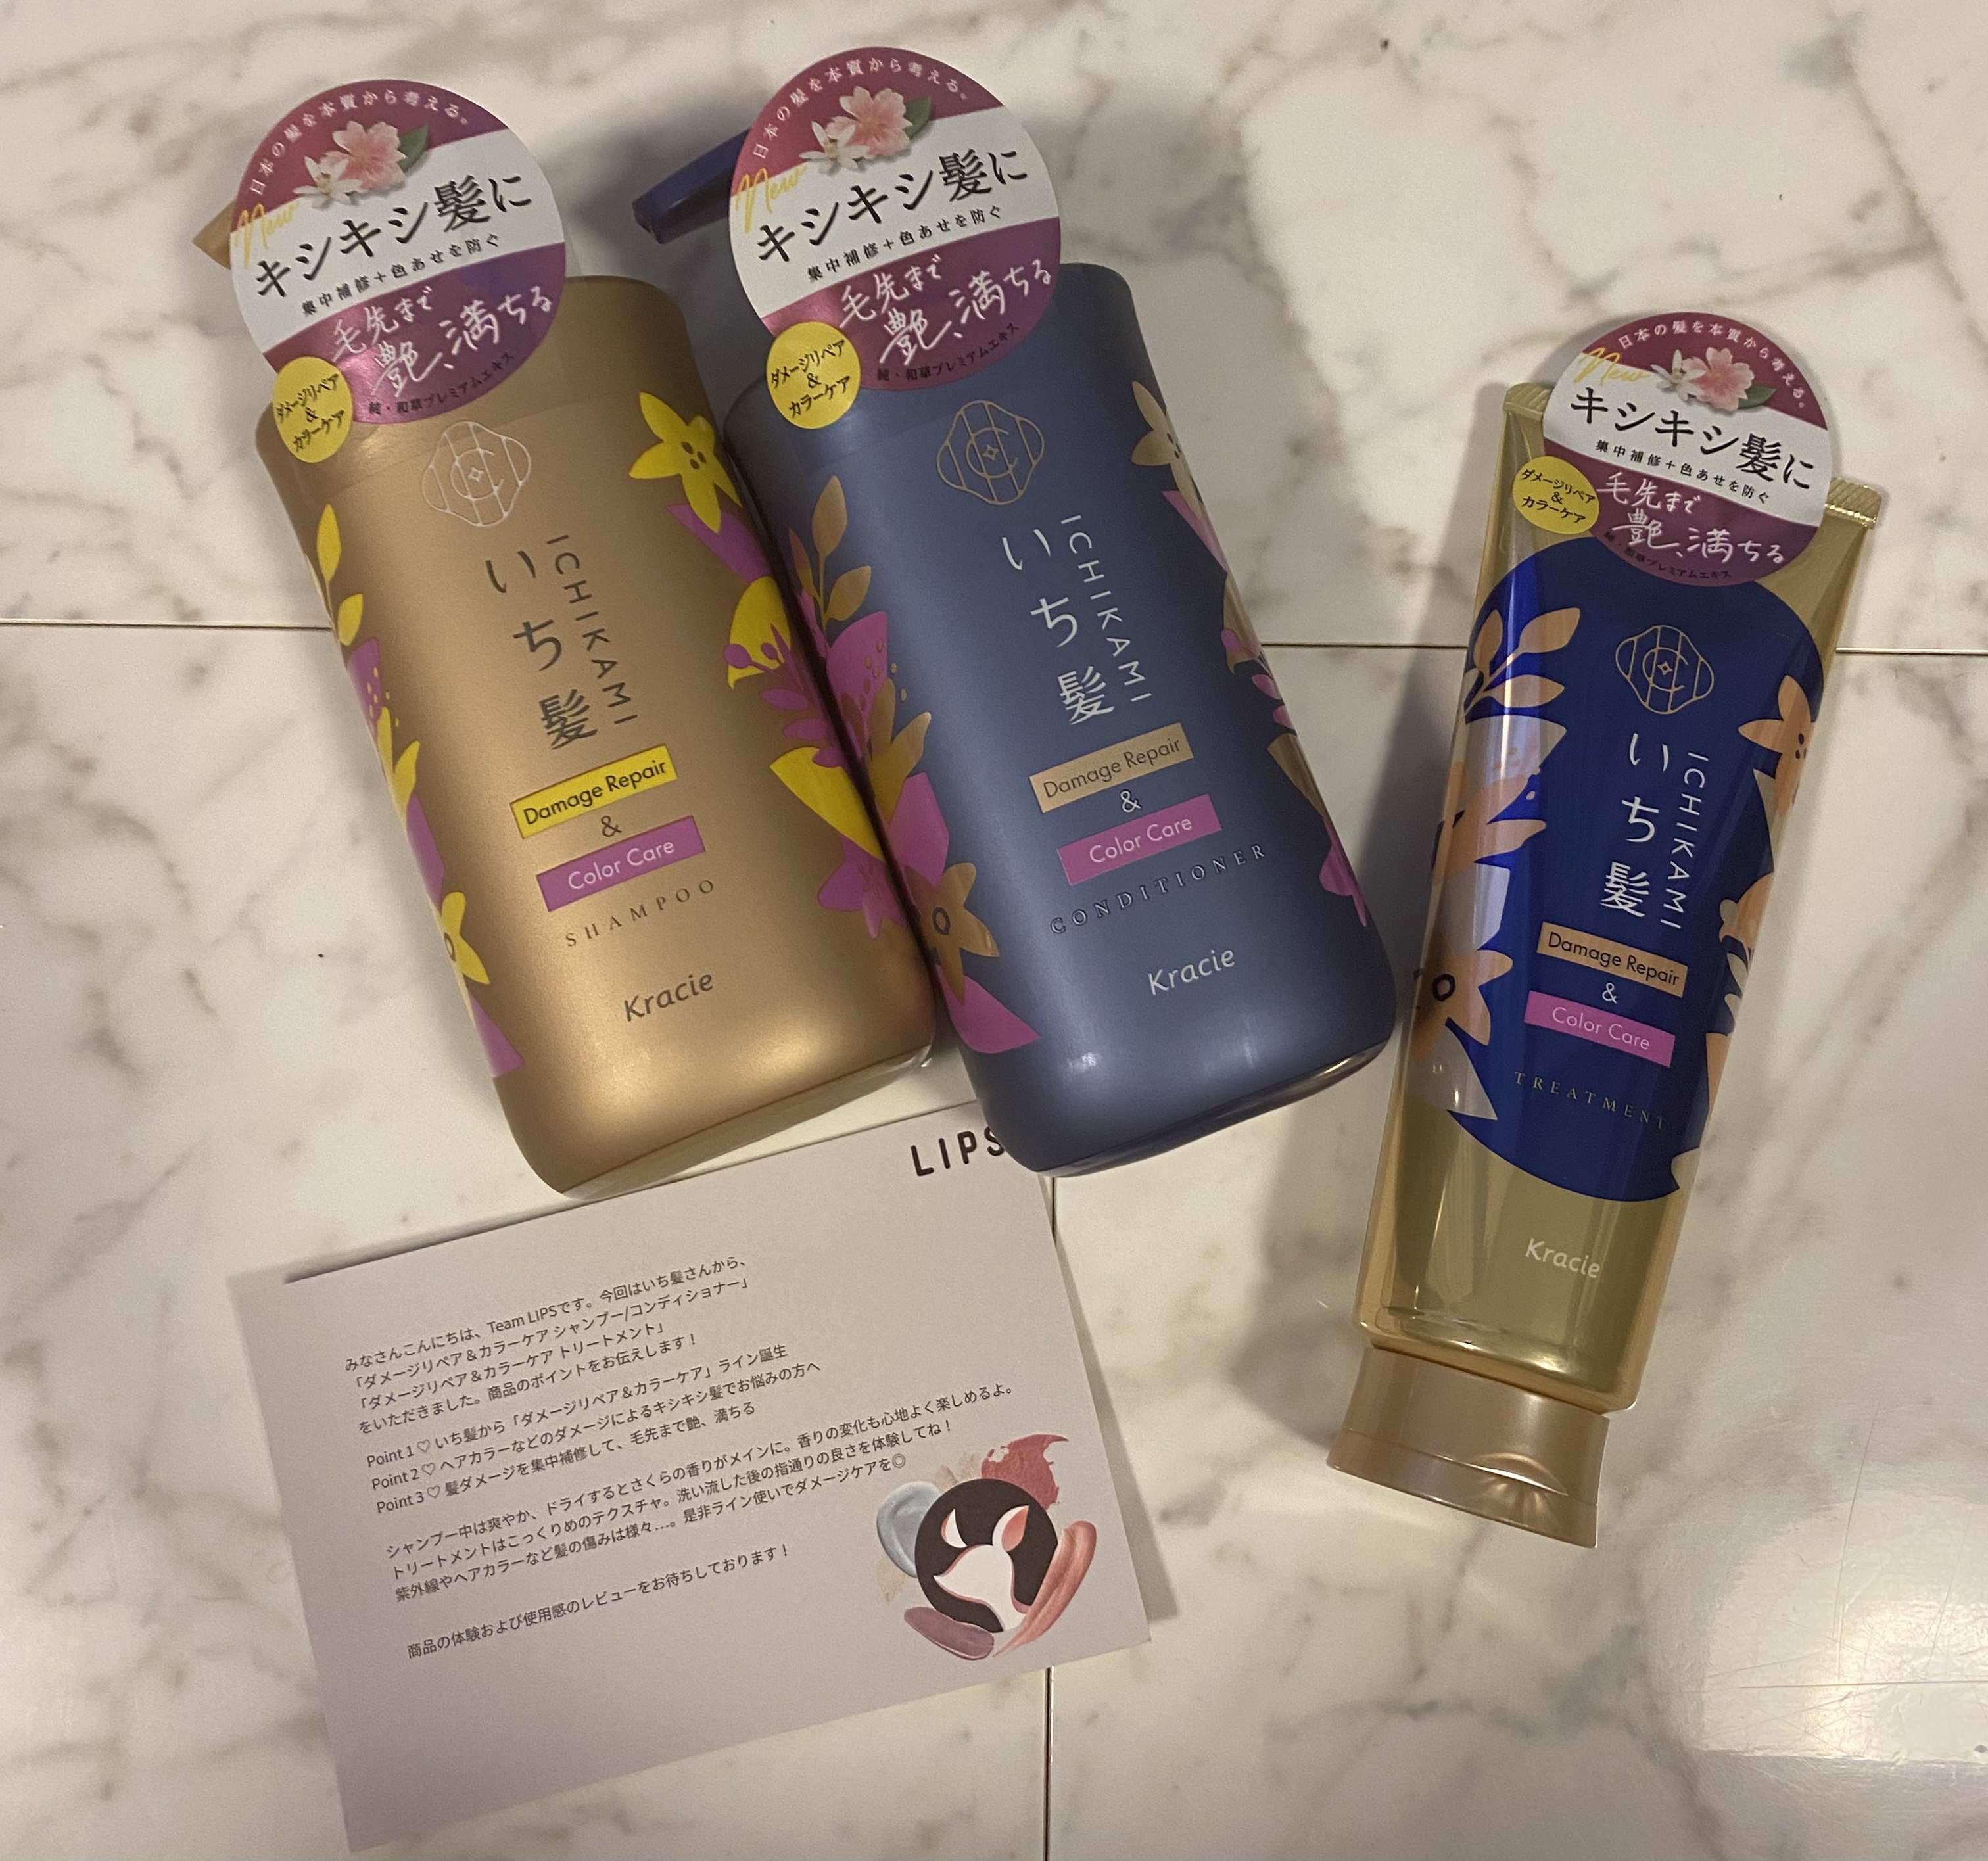 日本の髪を本質から考える。
New
キシキシ髪に
集中補修+色あせを防ぐ
毛先まで
艶、満ちる
純・和草プレミアムエキス
ダメージリペア
&
カラーケア
いち髪
ICHIKAMI
Damage Repair
&
Color Care
SHAMPOO
Kracie
日本の髪を本質から考える。
New
キシキシ髪に
集中補修+色あせを防ぐ
毛先まで
艶、満ちる
純・和草プレミアムエキス
ダメージリペア
&
カラーケア
いち髪
ICHIKAMI
Damage Repair
&
Color Care
CONDITIONER
Kracie
日本の髪を本質から考える。
New
キシキシ髪に
集中補修+色あせを防ぐ
毛先まで
艶、満ちる
純・和草プレミアムエキス
ダメージリペア
&
カラーケア
いち髪
ICHIKAMI
Damage Repair
&
Color Care
TREATMENT
Kracie
LIPS
みなさんこんにちは、Team LIPSです。今回はいち髪さんから、
「ダメージリペア&カラーケア シャンプー/コンディショナー」
「ダメージリペア&カラーケア トリートメント」
をいただきました。商品のポイントをお伝えします！
Point 1♡ いち髪から「ダメージリペア&カラーケア」ライン誕生
Point 2♡ ヘアカラーなどのダメージによるキシキシ髪でお悩みの方へ
Point 3♡ 髪ダメージを集中補修して、毛先まで艶、満ちる
シャンプー中は爽やか、ドライするとさくらの香りがメインに。香りの変化も心地よく楽しめるよ。
トリートメントはこっくりめのテクスチャ。洗い流した後の指通りの良さを体験してね！
紫外線やヘアカラーなど髪の傷みは様々…。是非ライン使いでダメージケアを◎
商品の体験および使用感のレビューをお待ちしております！